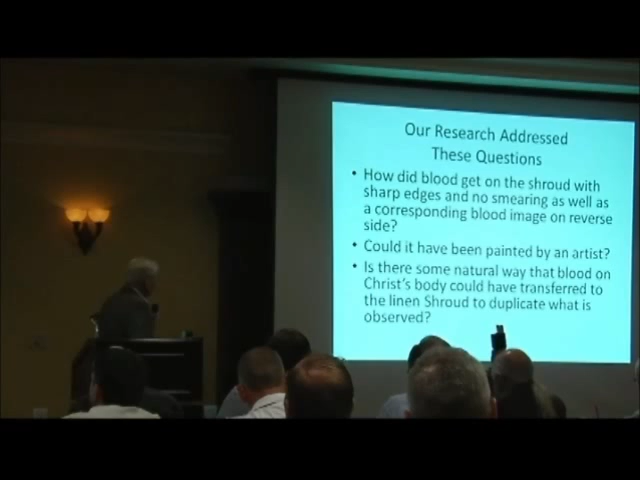 Our Research Addressed
These Questions
• How did blood get on the shroud with
sharp edges and no smearing as well as
a corresponding blood image on reverse
side?
• Could it have been painted by an artist?
• Is there some natural way that blood on
Christ's body could have transferred to
the linen Shroud to duplicate what is
observed?